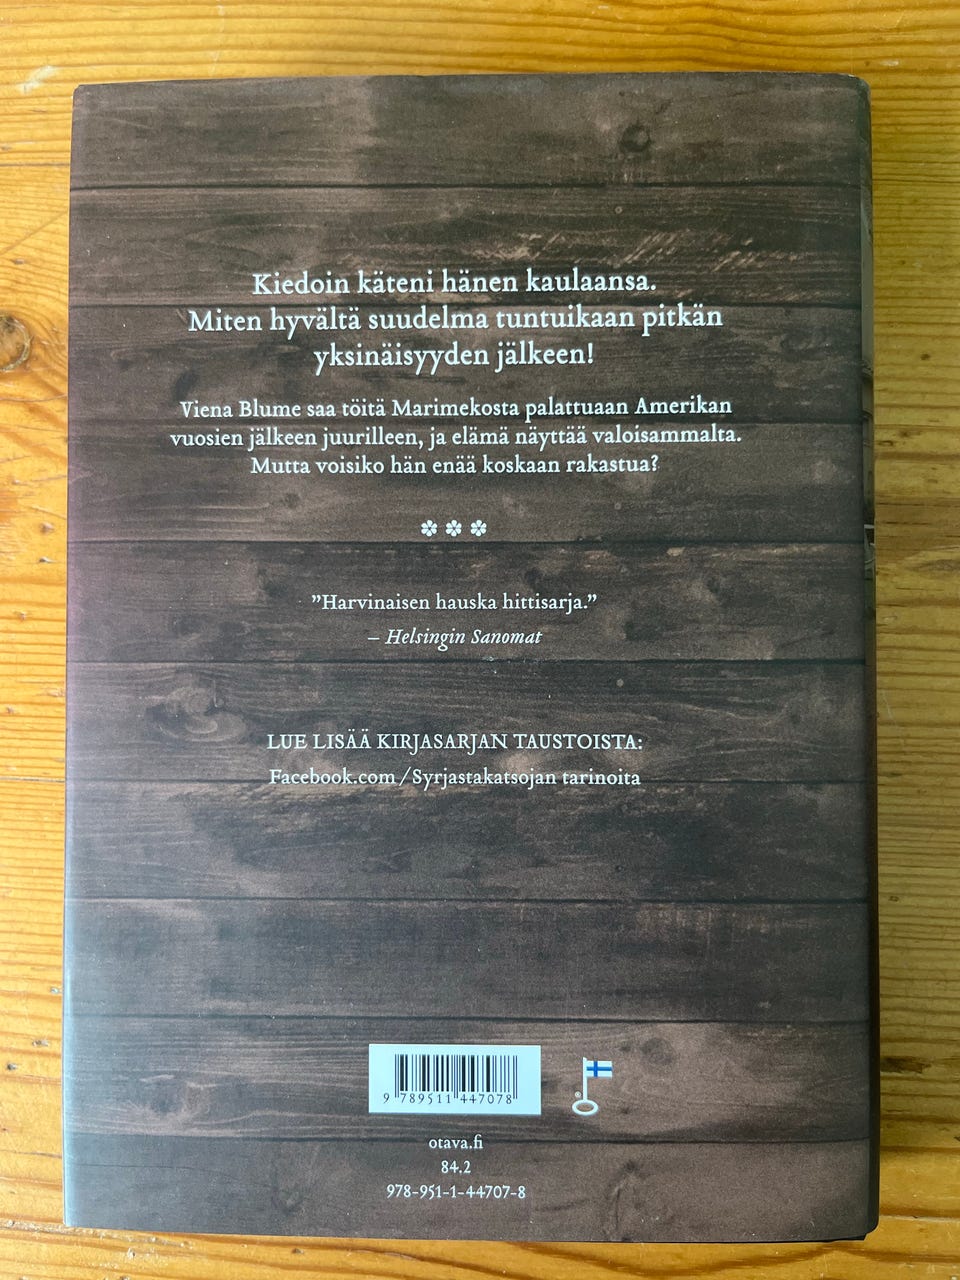 Kiedoin käteni hänen kaulaansa.
Miten hyvältä suudelma tuntuikaan pitkän
yksinäisyyden jälkeen!
Viena Blume saa töitä Marimekosta palattuaan Amerikan
vuosien jälkeen juurilleen, ja elämä näyttää valoisammalta.
Mutta voisiko hän enää koskaan rakastua?
"Harvinaisen hauska hittisarja."
– Helsingin Sanomat
LUE LISÄÄ KIRJASARJAN TAUSTOISTA:
Facebook.com/Syrjastakatsojan tarinoita
9 789511 447078
otava.fi
84.2
978-951-1-44707-8